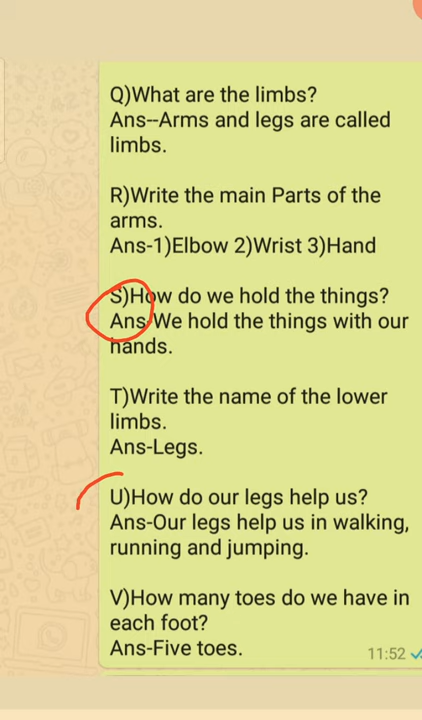 Q)What are the limbs?
Ans--Arms and legs are called
limbs.
R)Write the main Parts of the
arms.
Ans-1)Elbow 2)Wrist 3)Hand
S)How do we hold the things?
Ans-We hold the things with our
hands.
T)Write the name of the lower
limbs.
Ans-Legs.
U)How do our legs help us?
Ans-Our legs help us in walking,
running and jumping.
V)How many toes do we have in
each foot?
Ans-Five toes.
11:52